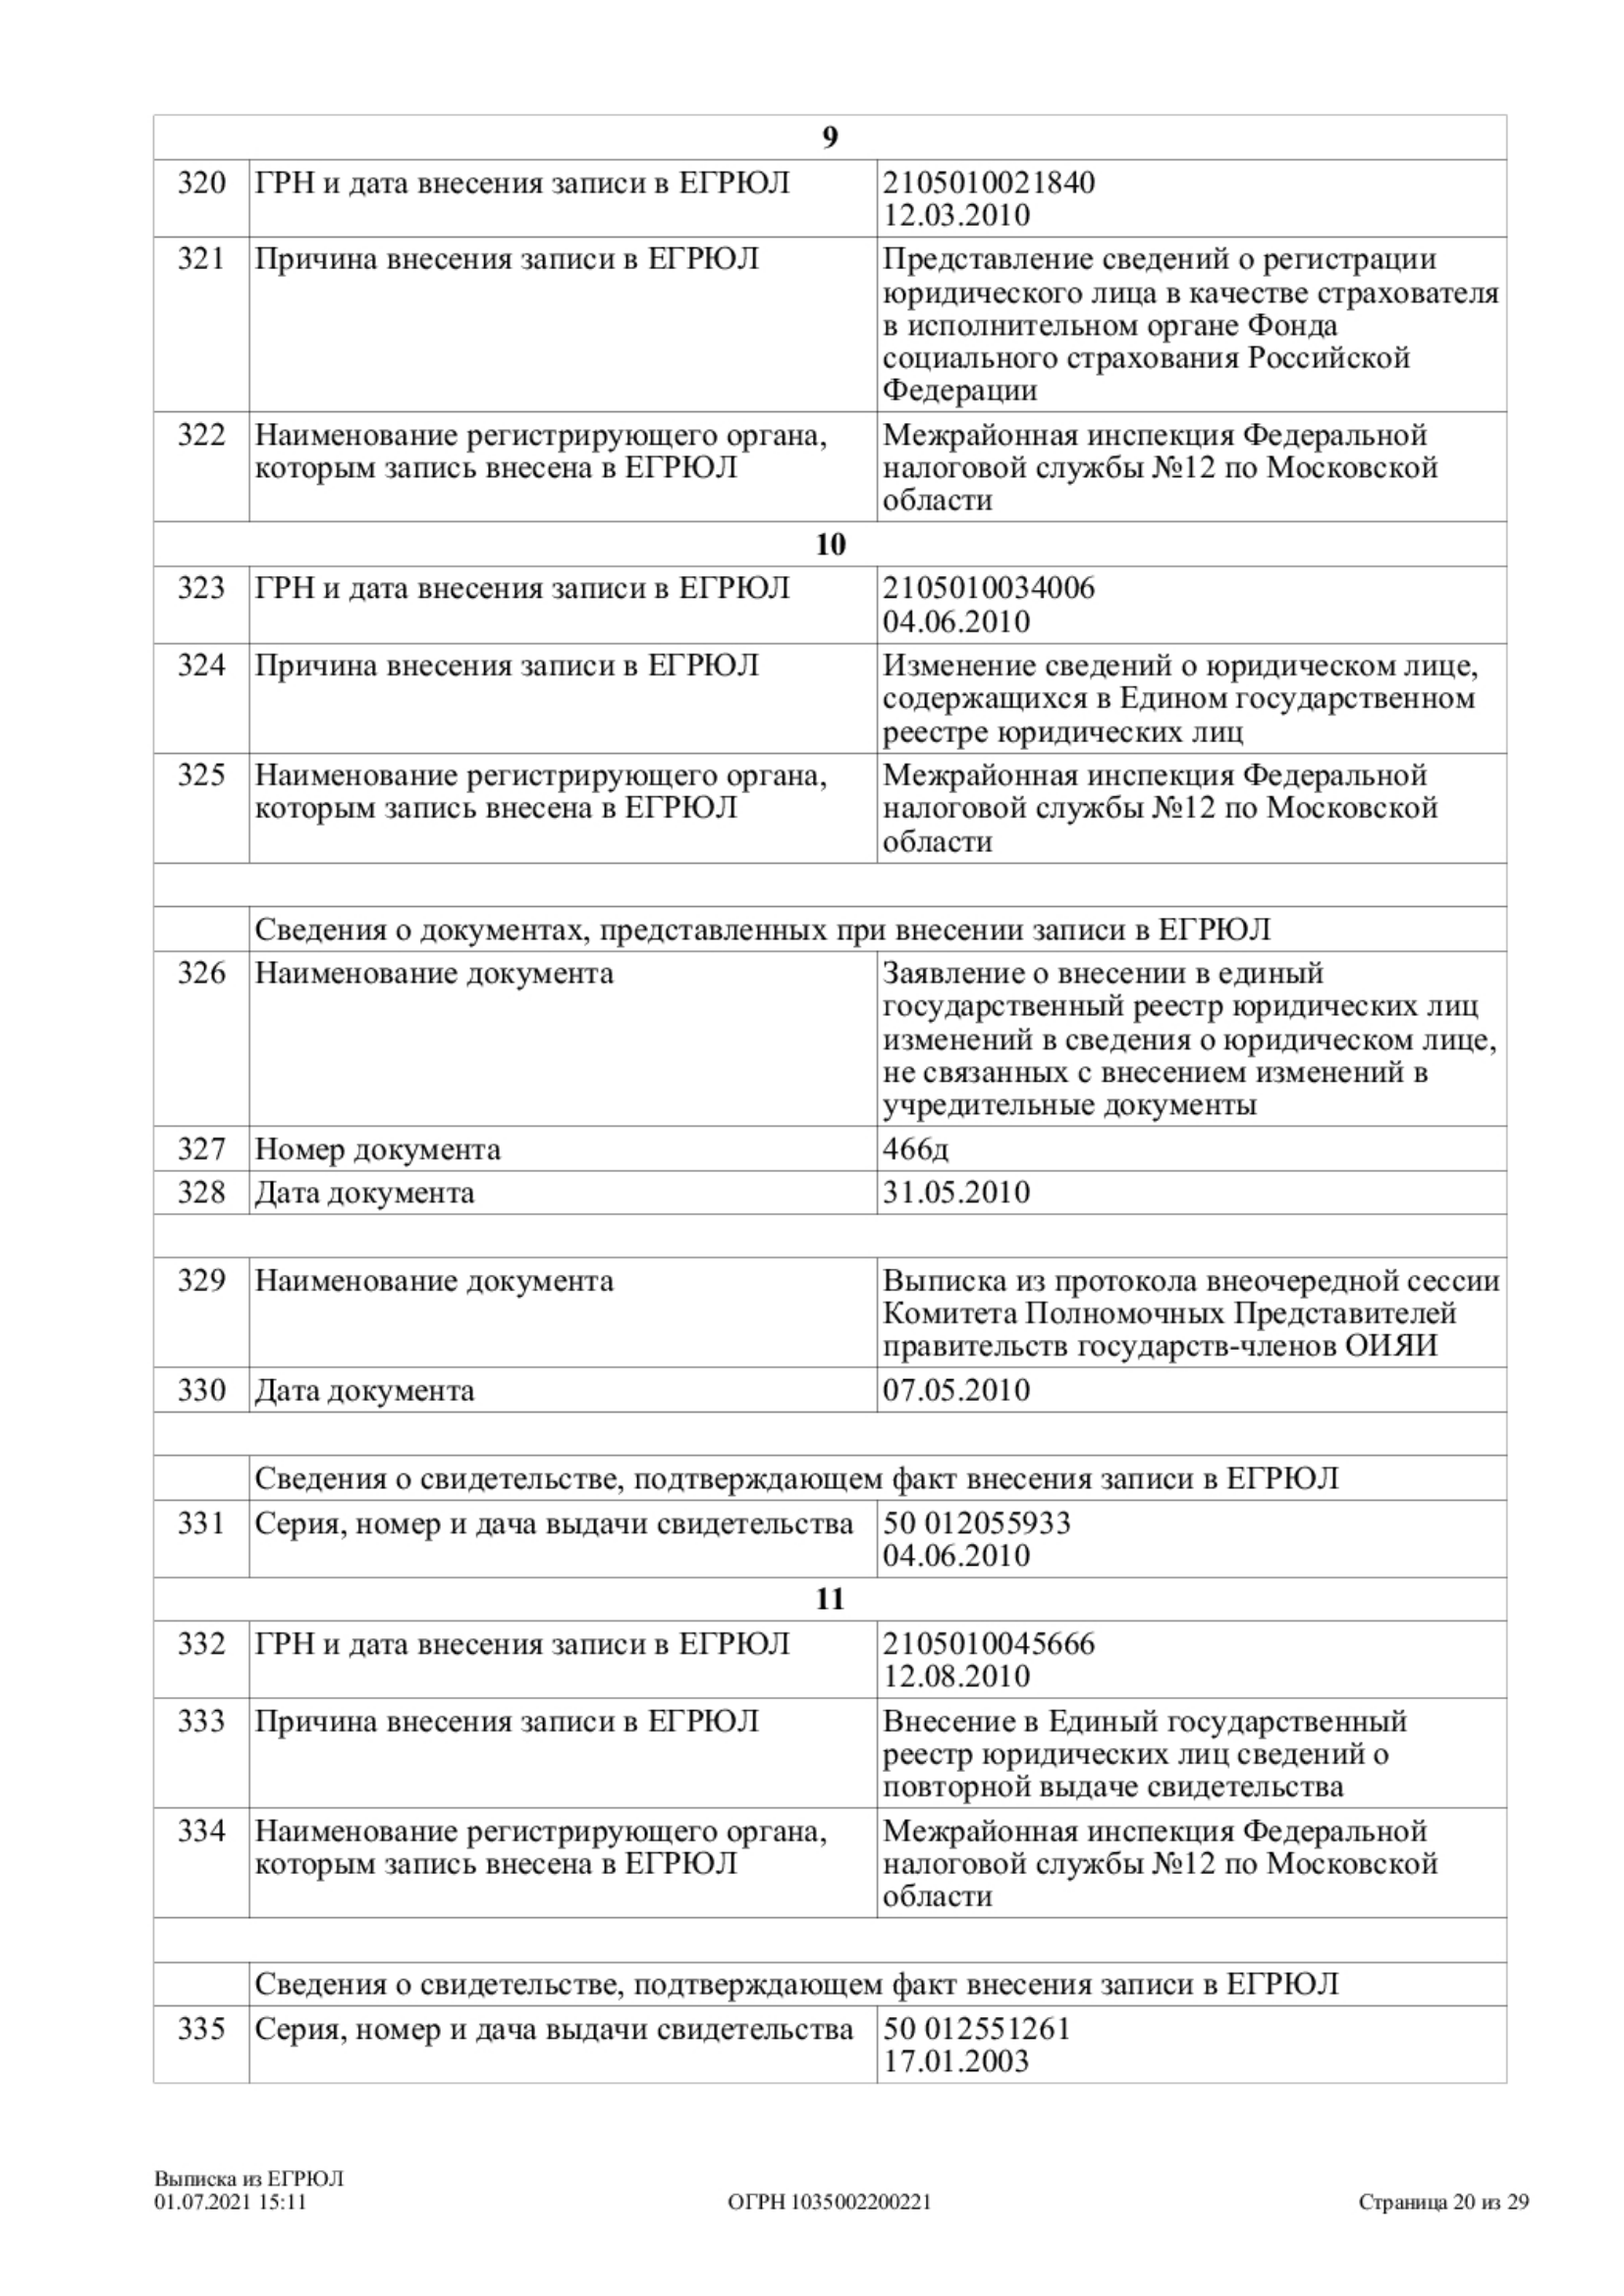 9
320 ГРН и дата внесения записи в ЕГРЮЛ 2105010021840
12.03.2010
321 Причина внесения записи в ЕГРЮЛ Представление сведений о регистрации
юридического лица в качестве страхователя
в исполнительном органе Фонда
социального страхования Российской
Федерации
322 Наименование регистрирующего органа, Межрайонная инспекция Федеральной
которым запись внесена в ЕГРЮЛ налоговой службы №12 по Московской
области
10
323 ГРН и дата внесения записи в ЕГРЮЛ 2105010034006
04.06.2010
324 Причина внесения записи в ЕГРЮЛ Изменение сведений о юридическом лице,
содержащихся в Едином государственном
реестре юридических лиц
325 Наименование регистрирующего органа, Межрайонная инспекция Федеральной
которым запись внесена в ЕГРЮЛ налоговой службы №12 по Московской
области
Сведения о документах, представленных при внесении записи в ЕГРЮЛ
326 Наименование документа Заявление о внесении в единый
государственный реестр юридических лиц
изменений в сведения о юридическом лице,
не связанных с внесением изменений в
учредительные документы
327 Номер документа 466д
328 Дата документа 31.05.2010
329 Наименование документа Выписка из протокола внеочередной сессии
Комитета Полномочных Представителей
правительств государств-членов ОИЯИ
330 Дата документа 07.05.2010
Сведения о свидетельстве, подтверждающем факт внесения записи в ЕГРЮЛ
331 Серия, номер и дача выдачи свидетельства 50 012055933
04.06.2010
11
332 ГРН и дата внесения записи в ЕГРЮЛ 2105010045666
12.08.2010
333 Причина внесения записи в ЕГРЮЛ Внесение в Единый государственный
реестр юридических лиц сведений о
повторной выдаче свидетельства
334 Наименование регистрирующего органа, Межрайонная инспекция Федеральной
которым запись внесена в ЕГРЮЛ налоговой службы №12 по Московской
области
Сведения о свидетельстве, подтверждающем факт внесения записи в ЕГРЮЛ
335 Серия, номер и дача выдачи свидетельства 50 012551261
17.01.2003
Выписка из ЕГРЮЛ
01.07.2021 15:11 ОГРН 1035002200221 Страница 20 из 29